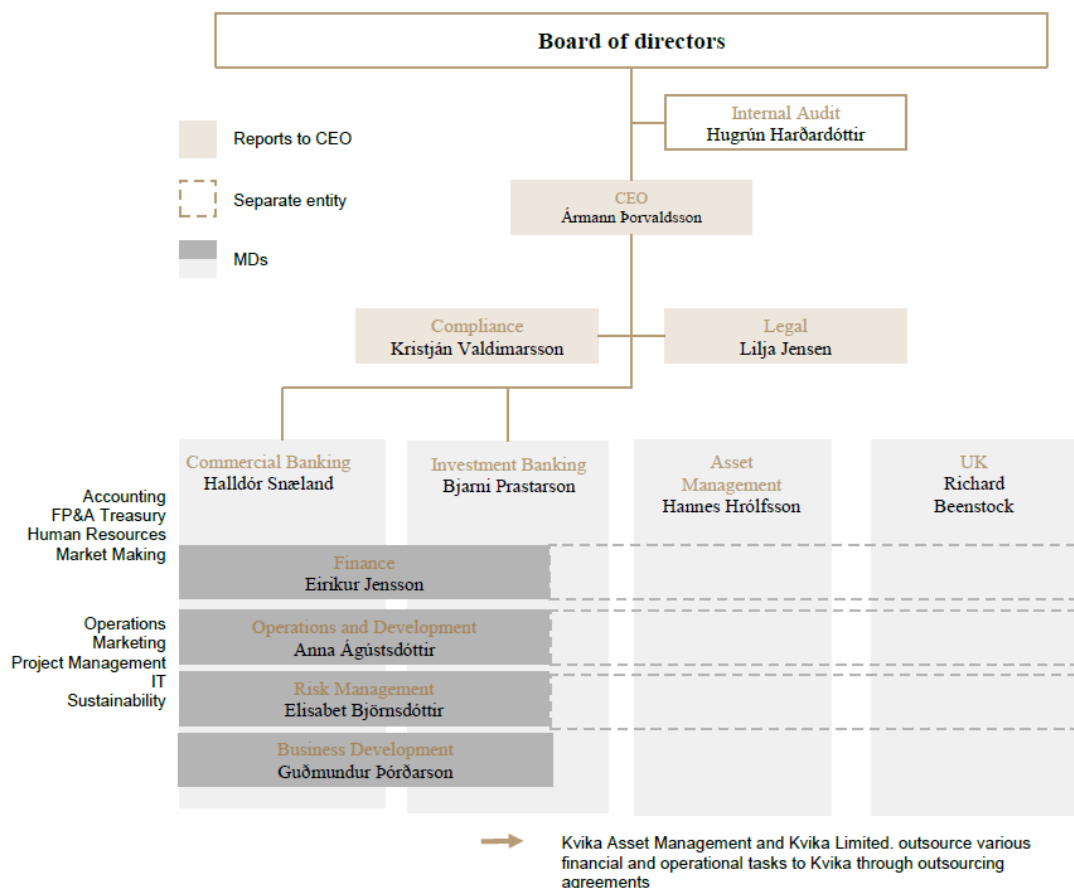 Board of directors
Internal Audit
Hugrún Harðardóttir
Reports to CEO
Separate entity
MDs
CEO
Ármann Þorvaldsson
Compliance
Kristján Valdimarsson
Legal
Lilja Jensen
Commercial Banking
Halldór Snæland
Investment Banking
Bjarni Prastarson
Asset
Management
Hannes Hrólfsson
UK
Richard
Beenstock
Accounting
FP&A Treasury
Human Resources
Market Making
Finance
Eirikur Jensson
Operations
Marketing
Project Management
IT
Sustainability
Operations and Development
Anna Ágústsdóttir
Risk Management
Elisabet Björnsdóttir
Business Development
Guðmundur Þórðarson
Kvika Asset Management and Kvika Limited. outsource various
financial and operational tasks to Kvika through outsourcing
agreements